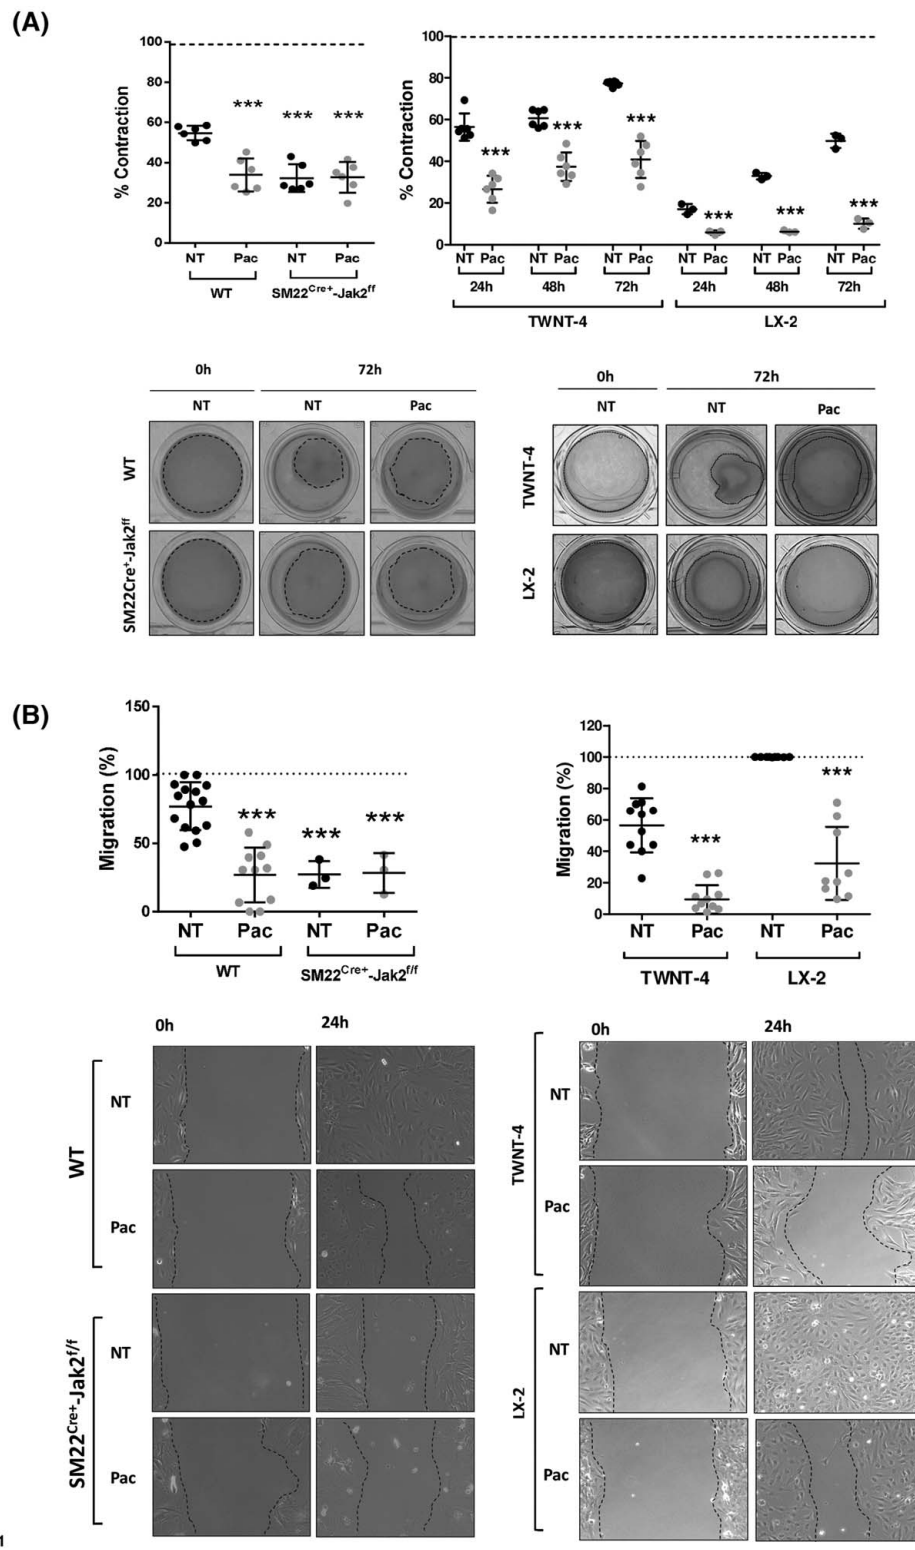 (A)
100
80
60
40
20
0
% Contraction
***
***
***
NT
Pac
NT
Pac
WT
SM22Cre+-Jak2ff
100
80
60
40
20
0
% Contraction
***
***
***
***
***
***
NT Pac NT Pac NT Pac NT Pac NT Pac NT Pac
24h 48h 72h 24h 48h 72h
TWNT-4 LX-2
0h 72h
NT NT Pac
WT
SM22Cre+-Jak2ff
0h 72h
NT NT Pac
TWNT-4
LX-2
(B)
150
100
50
0
Migration (%)
***
***
***
NT Pac NT Pac
WT SM22Cre+-Jak2f/f
120
100
80
60
40
20
0
Migration (%)
***
***
NT Pac NT Pac
TWNT-4 LX-2
0h 24h
WT
NT
Pac
SM22Cre+-Jak2f/f
NT
Pac
0h 24h
TWNT-4
NT
Pac
LX-2
NT
Pac